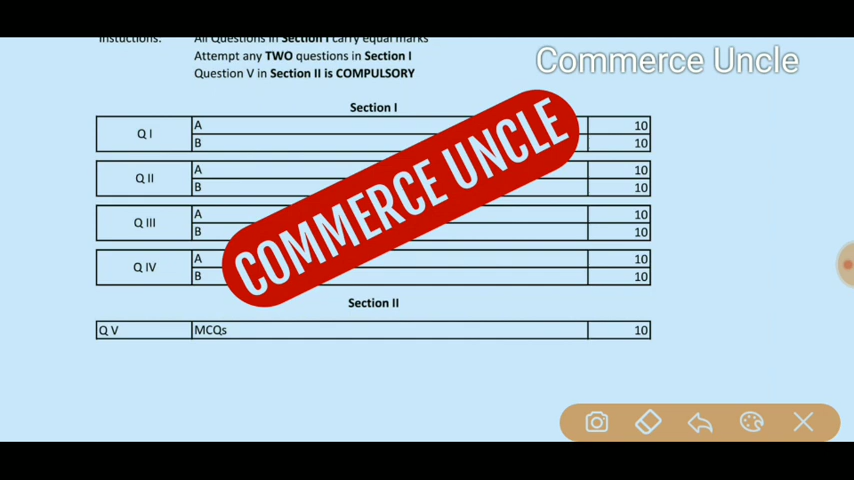 Instuctions: All Questions in Section I carry equal marks
Commerce Uncle
Attempt any TWO questions in Section I
Question V in Section II is COMPULSORY
Section I
Q I A 10
B 10
Q II A 10
B 10
Q III A 10
B 10
Q IV A 10
B 10
COMMERCE UNCLE
Section II
Q V MCQs 10